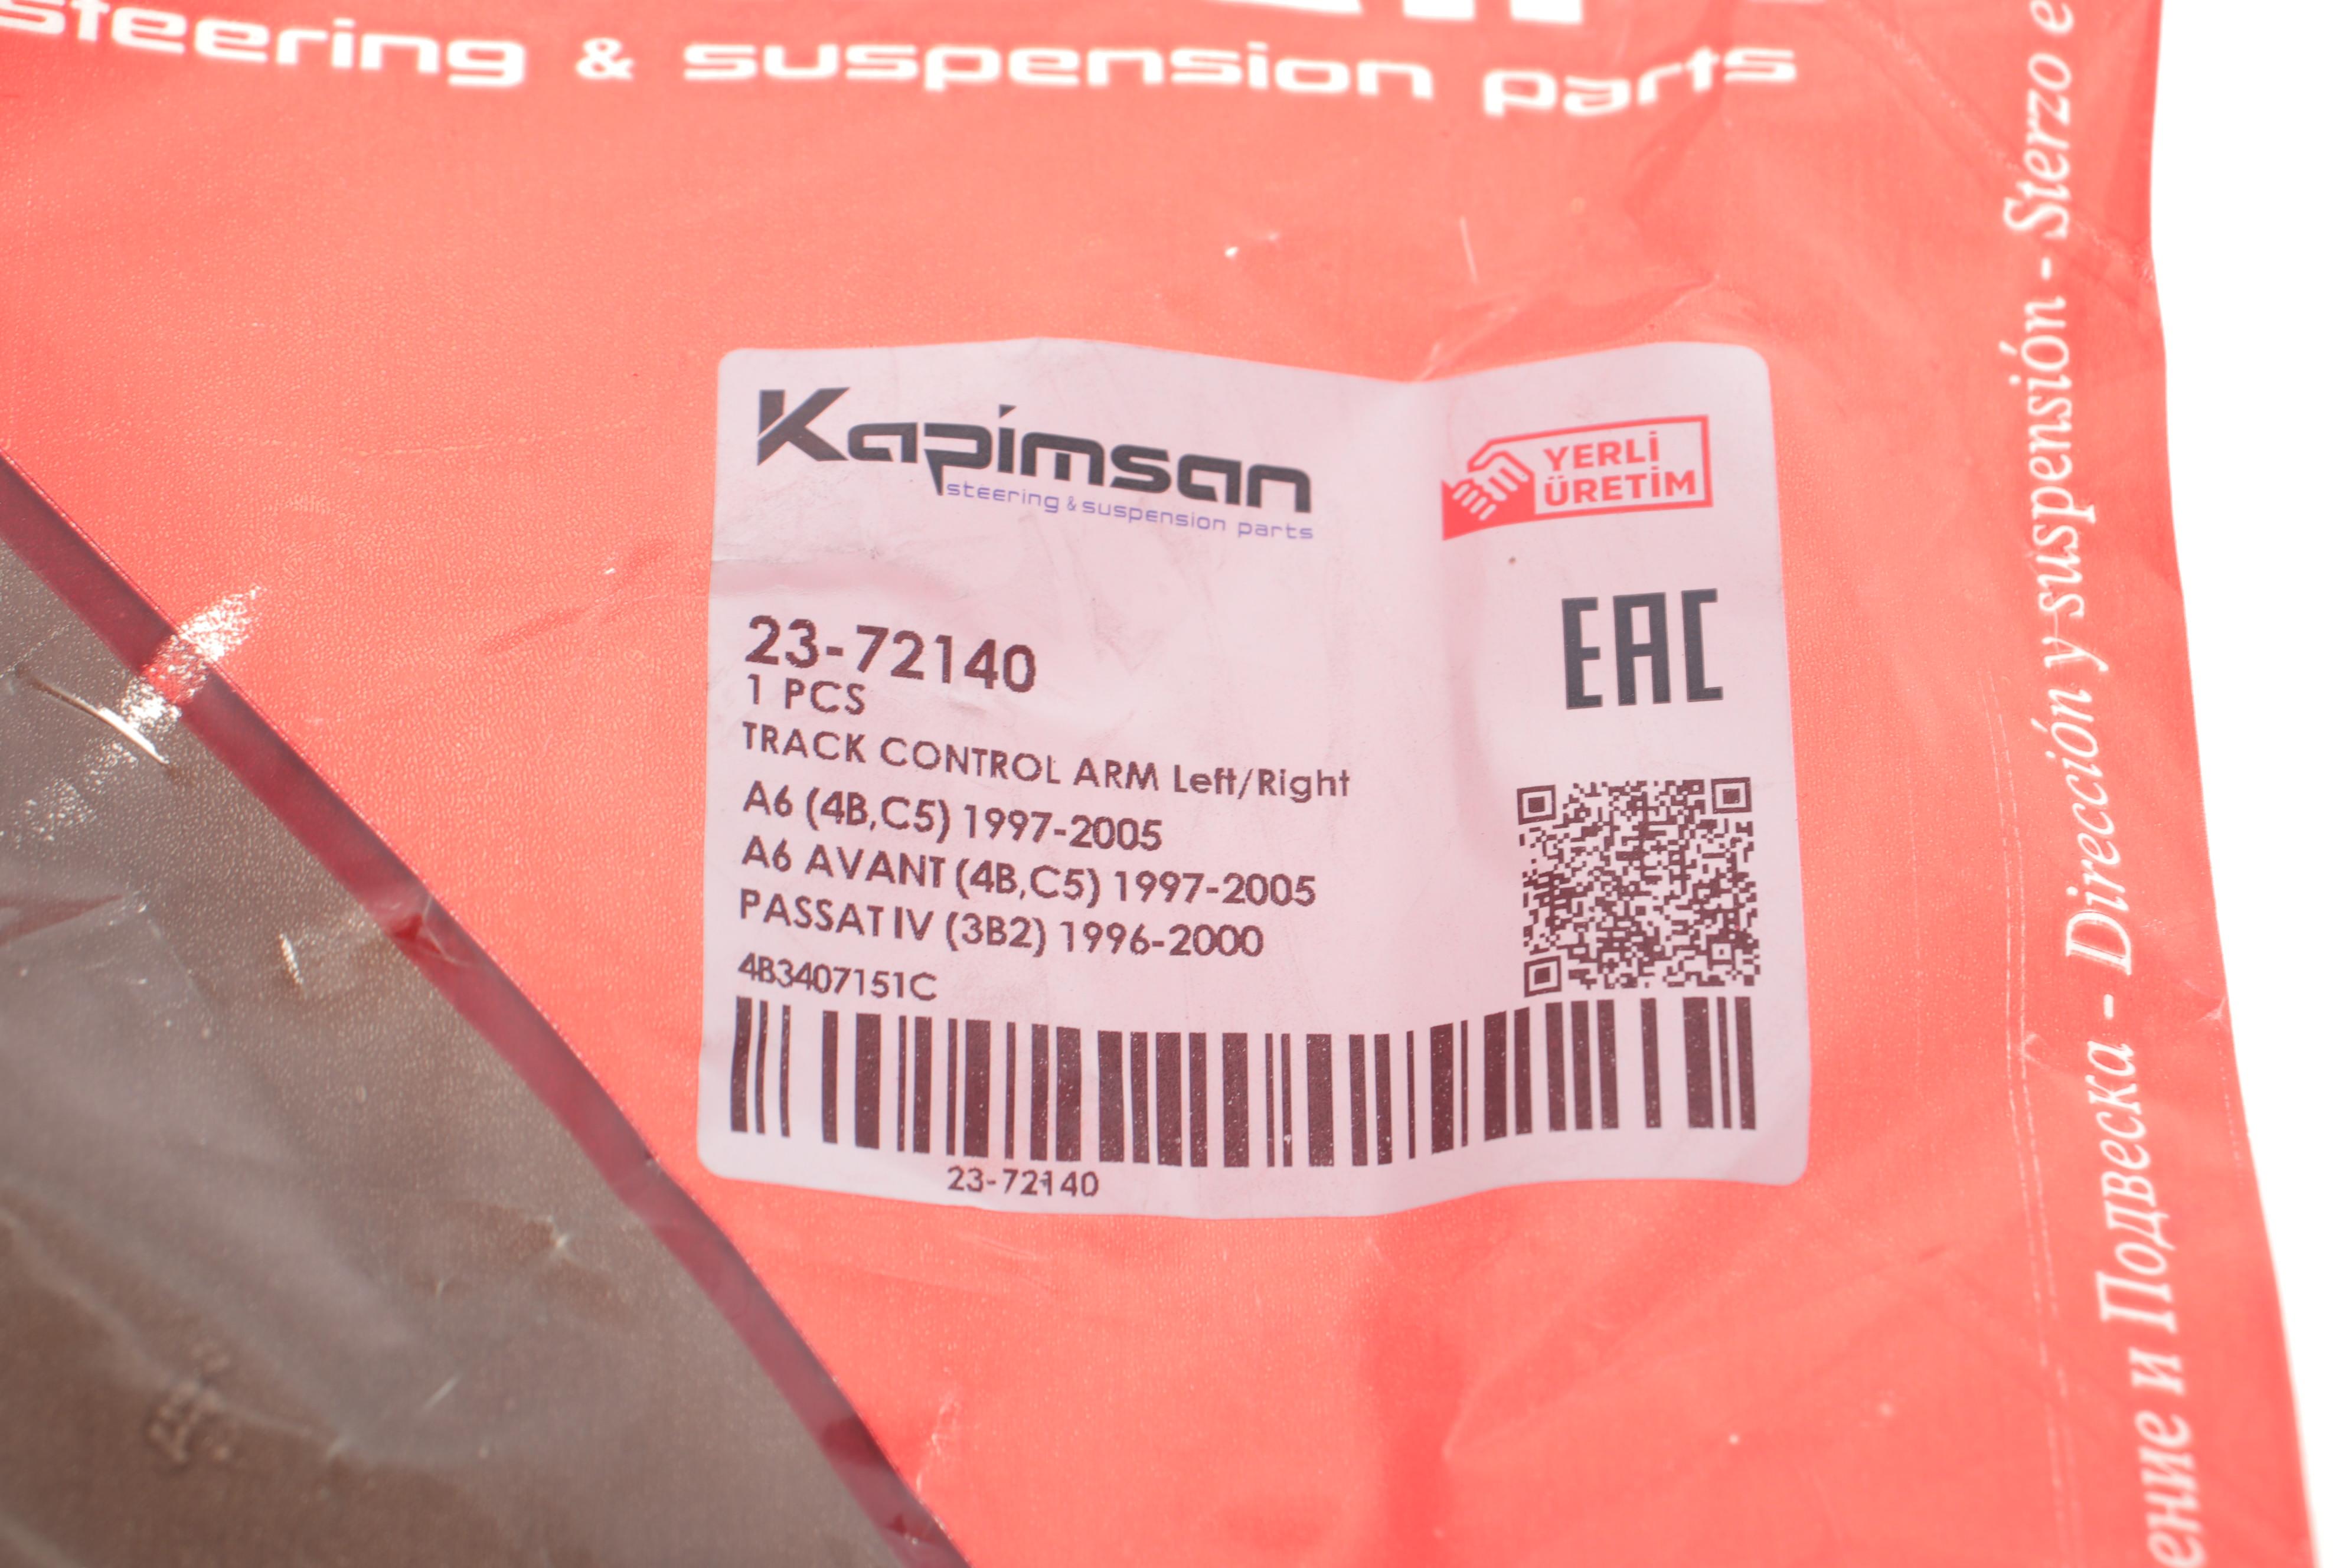 steering & suspension parts
Kapimsan
steering & suspension parts
YERLİ
ÜRETİM
EAC
23-72140
1 PCS
TRACK CONTROL ARM Left/Right
A6 (4B,C5) 1997-2005
A6 AVANT (4B,C5) 1997-2005
PASSAT IV (3B2) 1996-2000
4B3407151C
23-72140
ение и Подвеска - Dirección y suspensión - Sterzo e